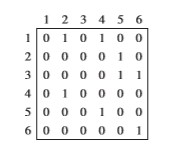 1 2 3 4 5 6
1 0 1 0 1 0 0
2 0 0 0 0 1 0
3 0 0 0 0 1 1
4 0 1 0 0 0 0
5 0 0 0 1 0 0
6 0 0 0 0 0 1